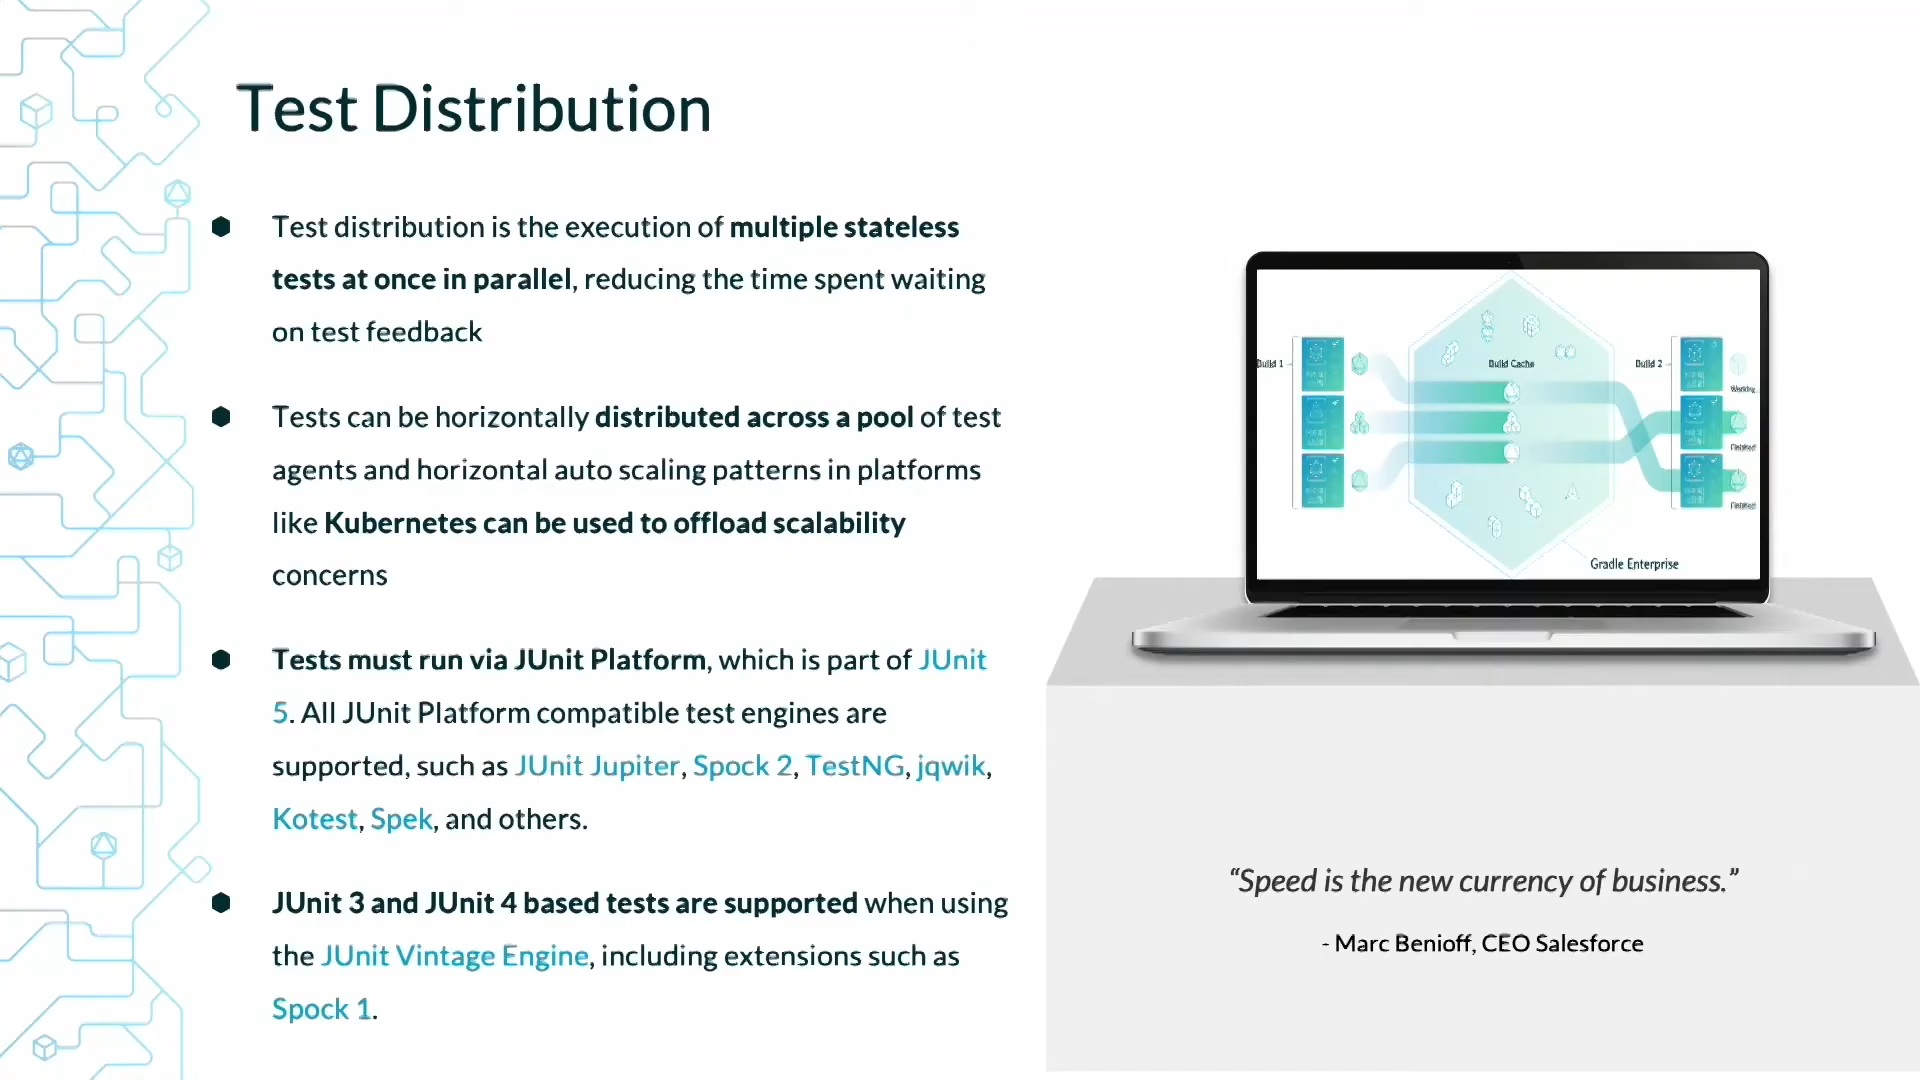 Test Distribution
Test distribution is the execution of multiple stateless
tests at once in parallel, reducing the time spent waiting
on test feedback
Tests can be horizontally distributed across a pool of test
agents and horizontal auto scaling patterns in platforms
like Kubernetes can be used to offload scalability
concerns
Tests must run via JUnit Platform, which is part of JUnit
5. All JUnit Platform compatible test engines are
supported, such as JUnit Jupiter, Spock 2, TestNG, jqwik,
Kotest, Spek, and others.
JUnit 3 and JUnit 4 based tests are supported when using
the JUnit Vintage Engine, including extensions such as
Spock 1.
Build 1
Build Cache
Build 2
Working
Finished
Finished
Gradle Enterprise
“Speed is the new currency of business.”
- Marc Benioff, CEO Salesforce